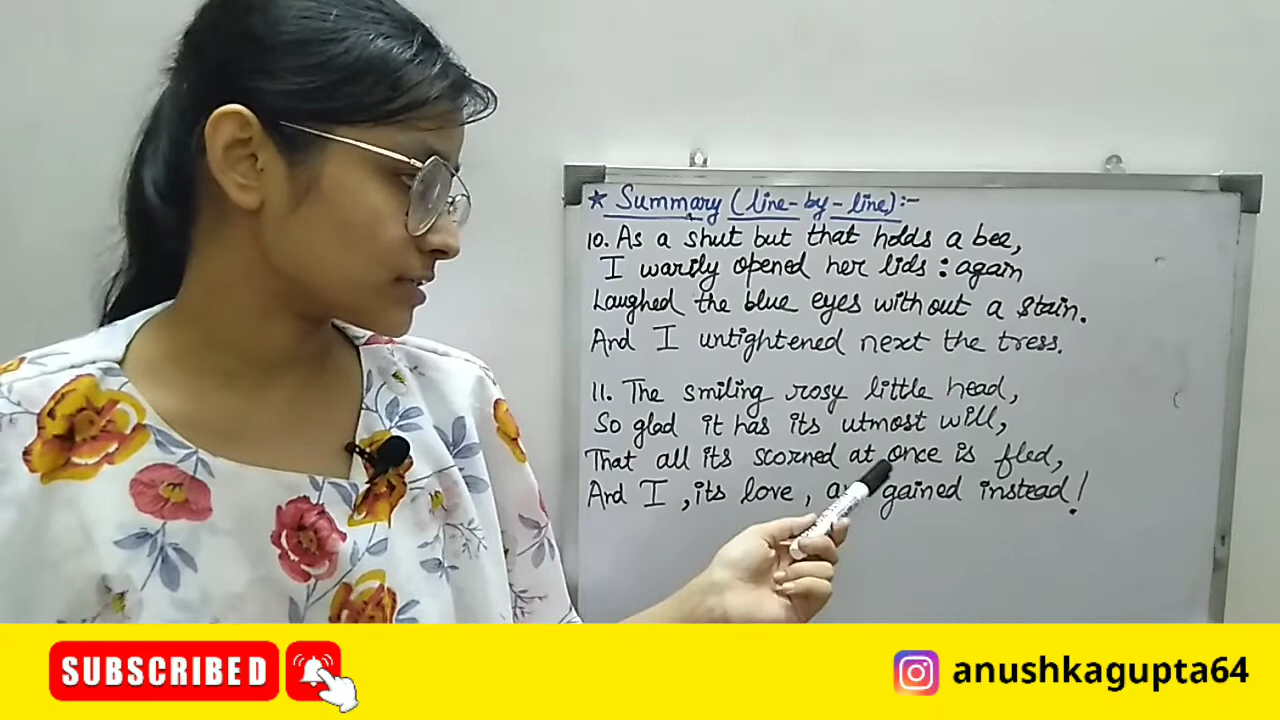 * Summary (line-by-line):-
10. As a shut but that holds a bee,
I warily opened her lids : again
Laughed the blue eyes without a stain.
And I untightened next the tress.
11. The smiling rosy little head,
So glad it has its utmost will,
That all its scorned at once is fled,
And I , its love , gained instead!
SUBSCRIBED
anushkagupta64